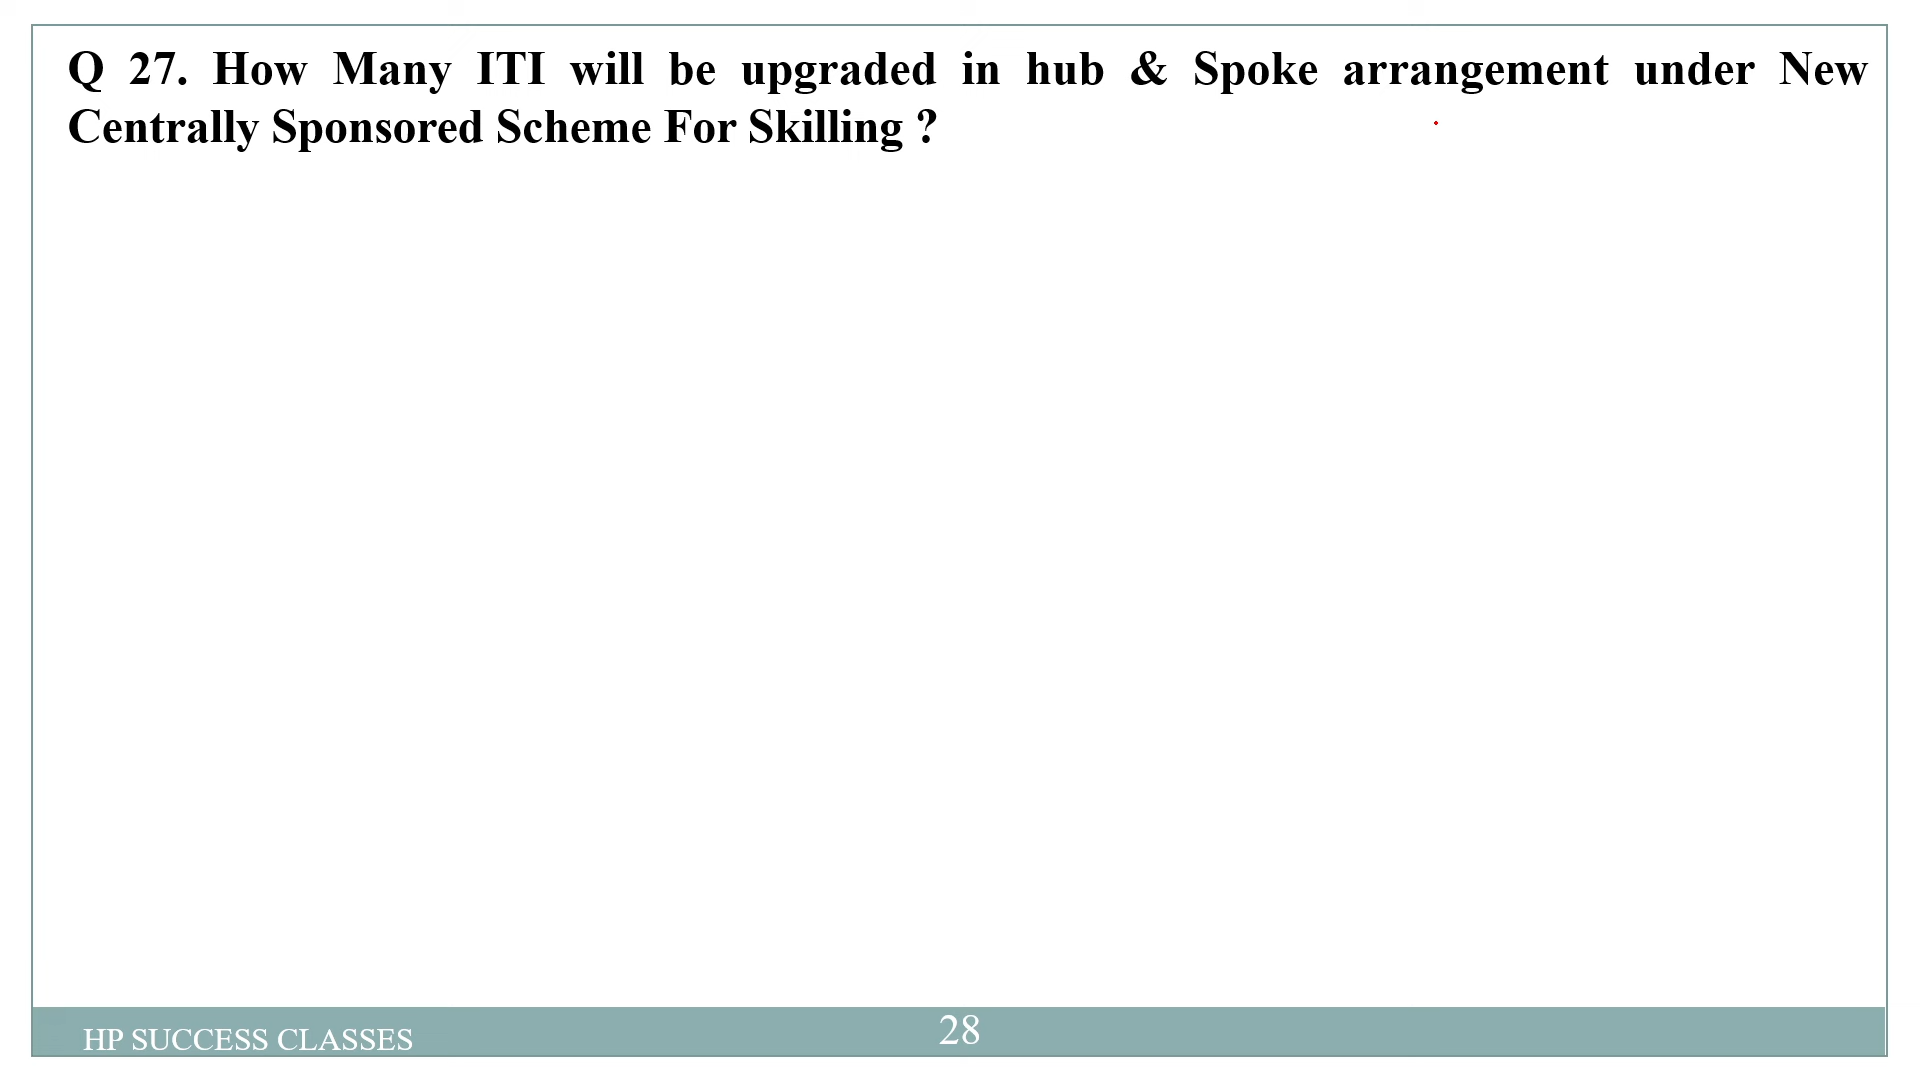 Q 27. How Many ITI will be upgraded in hub & Spoke arrangement under New
Centrally Sponsored Scheme For Skilling ?
HP SUCCESS CLASSES
28